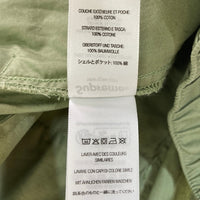 COUCHE EXTÉRIEURE ET POCHE
100% COTON
STRATO ESTERNO E TASCA
100% COTONE
OBERSTOFF UND TASCHE
100% BAUMWOLLE
シェルとポケット: 100% 綿
Supreme
LAVER AVEC DES COULEURS
SIMILAIRES
LAVARE CON CAPI DI COLORE SIMILE
MIT ÄHNLICHEN FARBEN WASCHEN